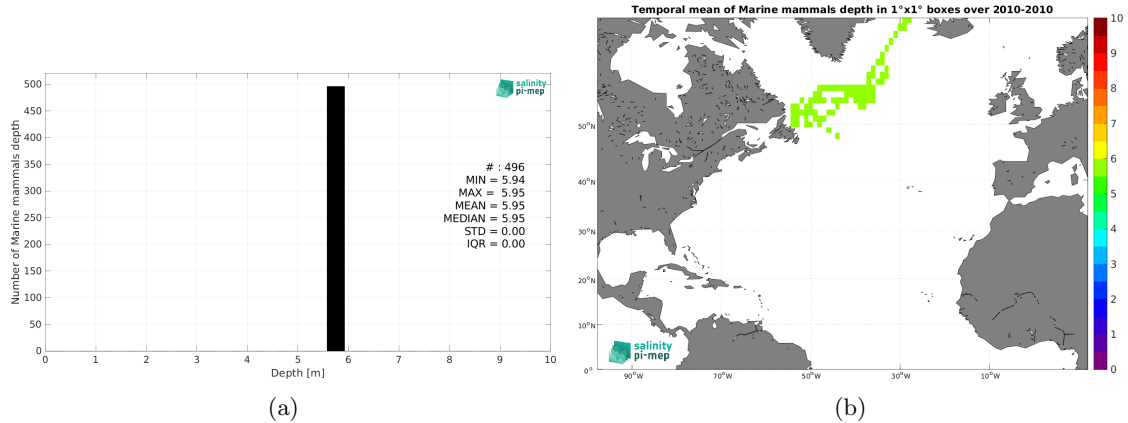 500
450
400
350
300
250
200
150
100
50
0
Number of Marine mammals depth
salinity
pi-mep
# : 496
MIN = 5.94
MAX = 5.95
MEAN = 5.95
MEDIAN = 5.95
STD = 0.00
IQR = 0.00
0 1 2 3 4 5 6 7 8 9 10
Depth [m]
(a)
Temporal mean of Marine mammals depth in 1°x1° boxes over 2010-2010
50°N
40°N
30°N
20°N
10°N
0°
salinity
pi-mep
90°W 70°W 50°W 30°W 10°W
10
9
8
7
6
5
4
3
2
1
0
(b)